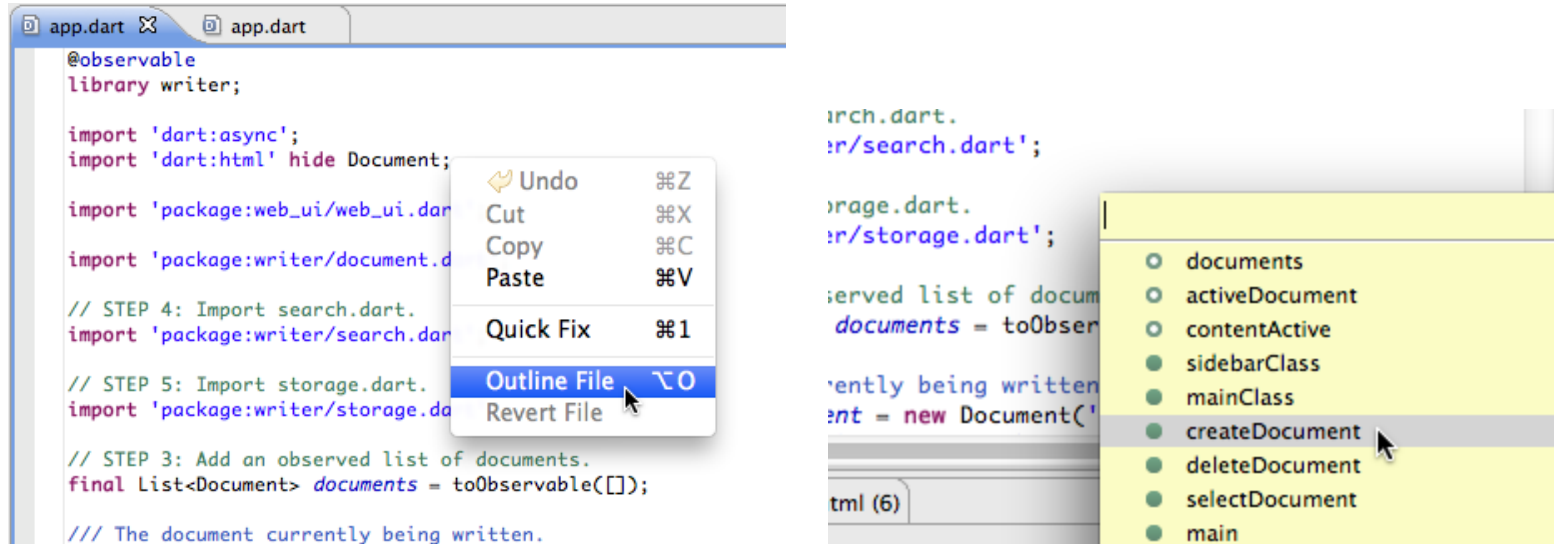 app.dart
app.dart
@observable
library writer;
import 'dart:async';
import 'dart:html' hide Document;
import 'package:web_ui/web_ui.dar
import 'package:writer/document.d
// STEP 4: Import search.dart.
import 'package:writer/search.dar
// STEP 5: Import storage.dart.
import 'package:writer/storage.da
// STEP 3: Add an observed list of documents.
final List<Document> documents = toObservable([]);
/// The document currently being written.
Undo ⌘Z
Cut ⌘X
Copy ⌘C
Paste ⌘V
Quick Fix ⌘1
Outline File ⌥O
Revert File
arch.dart.
er/search.dart';
orage.dart.
er/storage.dart';
served list of docum
documents = toObser
rently being written
ent = new Document('
tml (6)
documents
activeDocument
contentActive
sidebarClass
mainClass
createDocument
deleteDocument
selectDocument
main